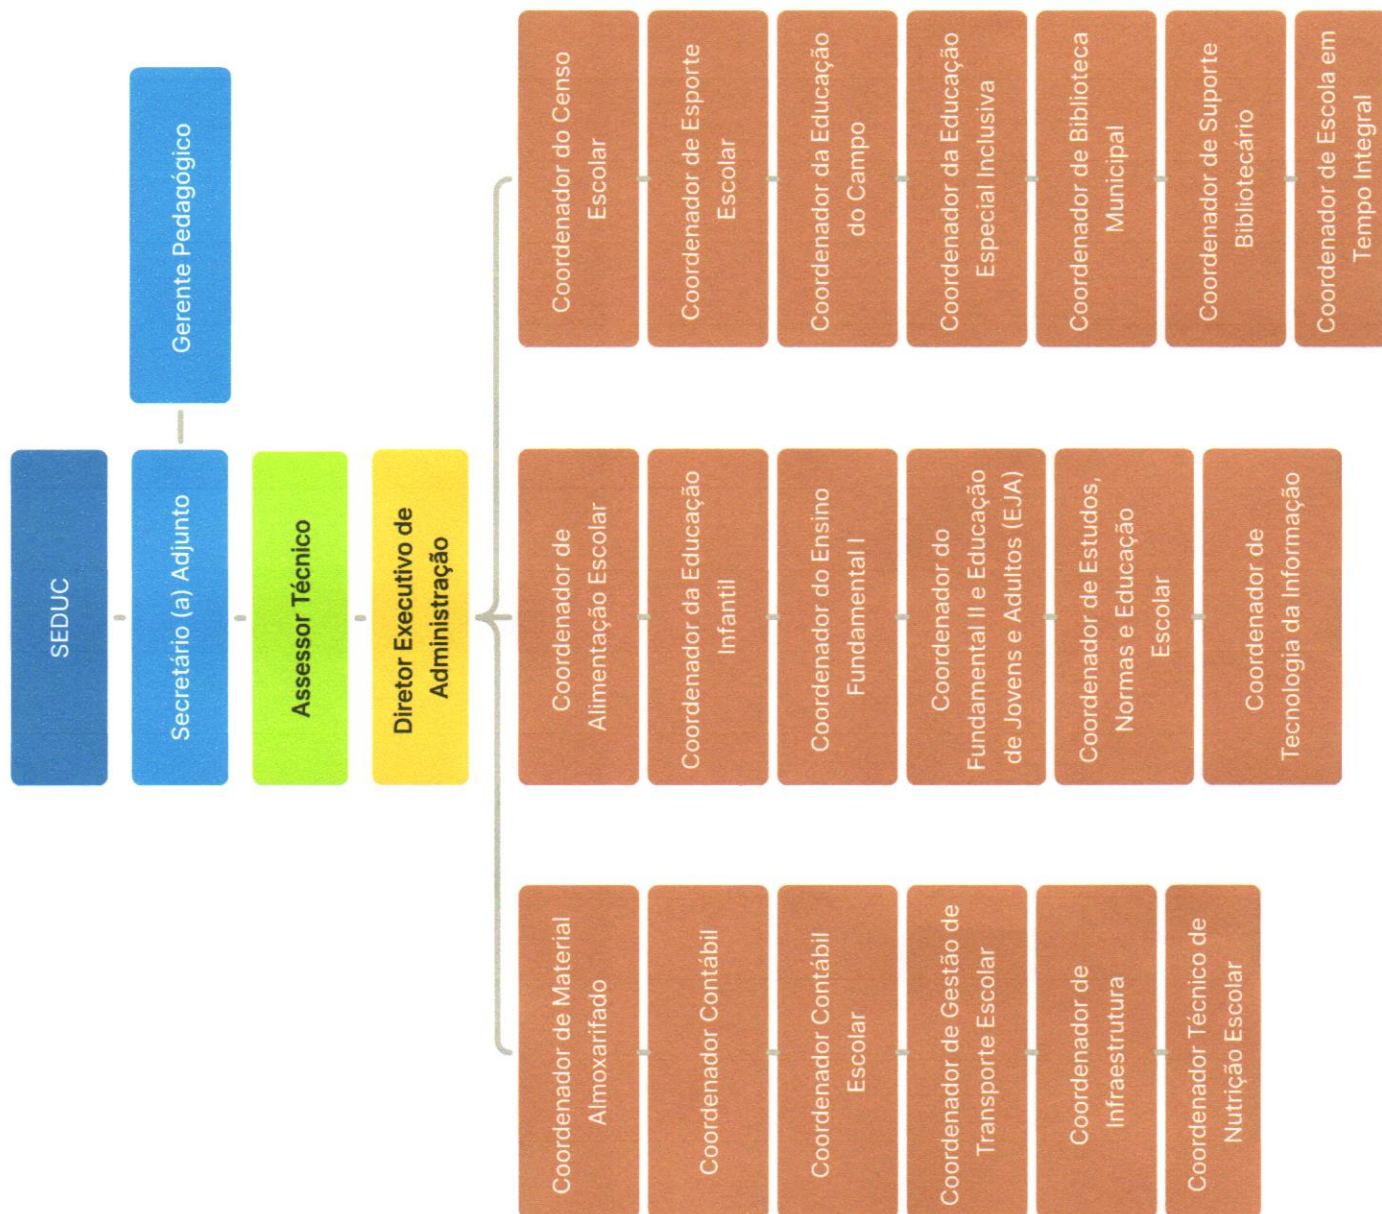 SEDUC
Secretário (a) Adjunto
Gerente Pedagógico
Assessor Técnico
Diretor Executivo de
Administração
Coordenador de Material
Almoxarifado
Coordenador Contábil
Coordenador Contábil
Escolar
Coordenador de Gestão de
Transporte Escolar
Coordenador de
Infraestrutura
Coordenador Técnico de
Nutrição Escolar
Coordenador de
Alimentação Escolar
Coordenador da Educação
Infantil
Coordenador do Ensino
Fundamental I
Coordenador do
Fundamental II e Educação
de Jovens e Adultos (EJA)
Coordenador de Estudos,
Normas e Educação
Escolar
Coordenador de
Tecnologia da Informação
Coordenador do Censo
Escolar
Coordenador de Esporte
Escolar
Coordenador da Educação
do Campo
Coordenador da Educação
Especial Inclusiva
Coordenador de Biblioteca
Municipal
Coordenador de Suporte
Bibliotecário
Coordenador de Escola em
Tempo Integral